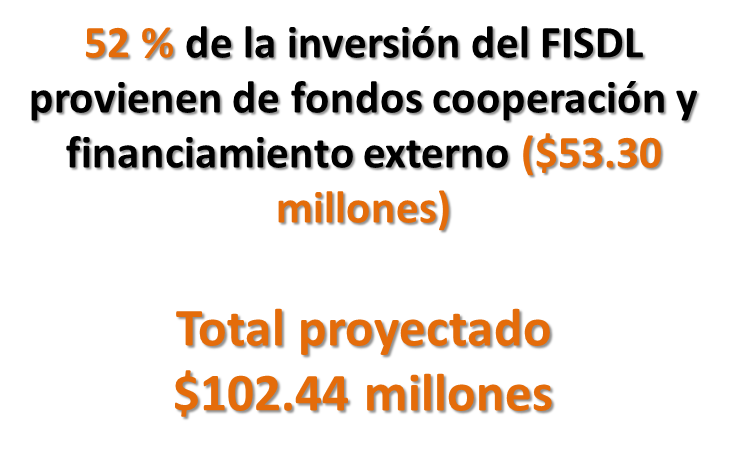 52 % de la inversión del FISDL
provienen de fondos cooperación y
financiamiento externo ($53.30
millones)
Total proyectado
$102.44 millones